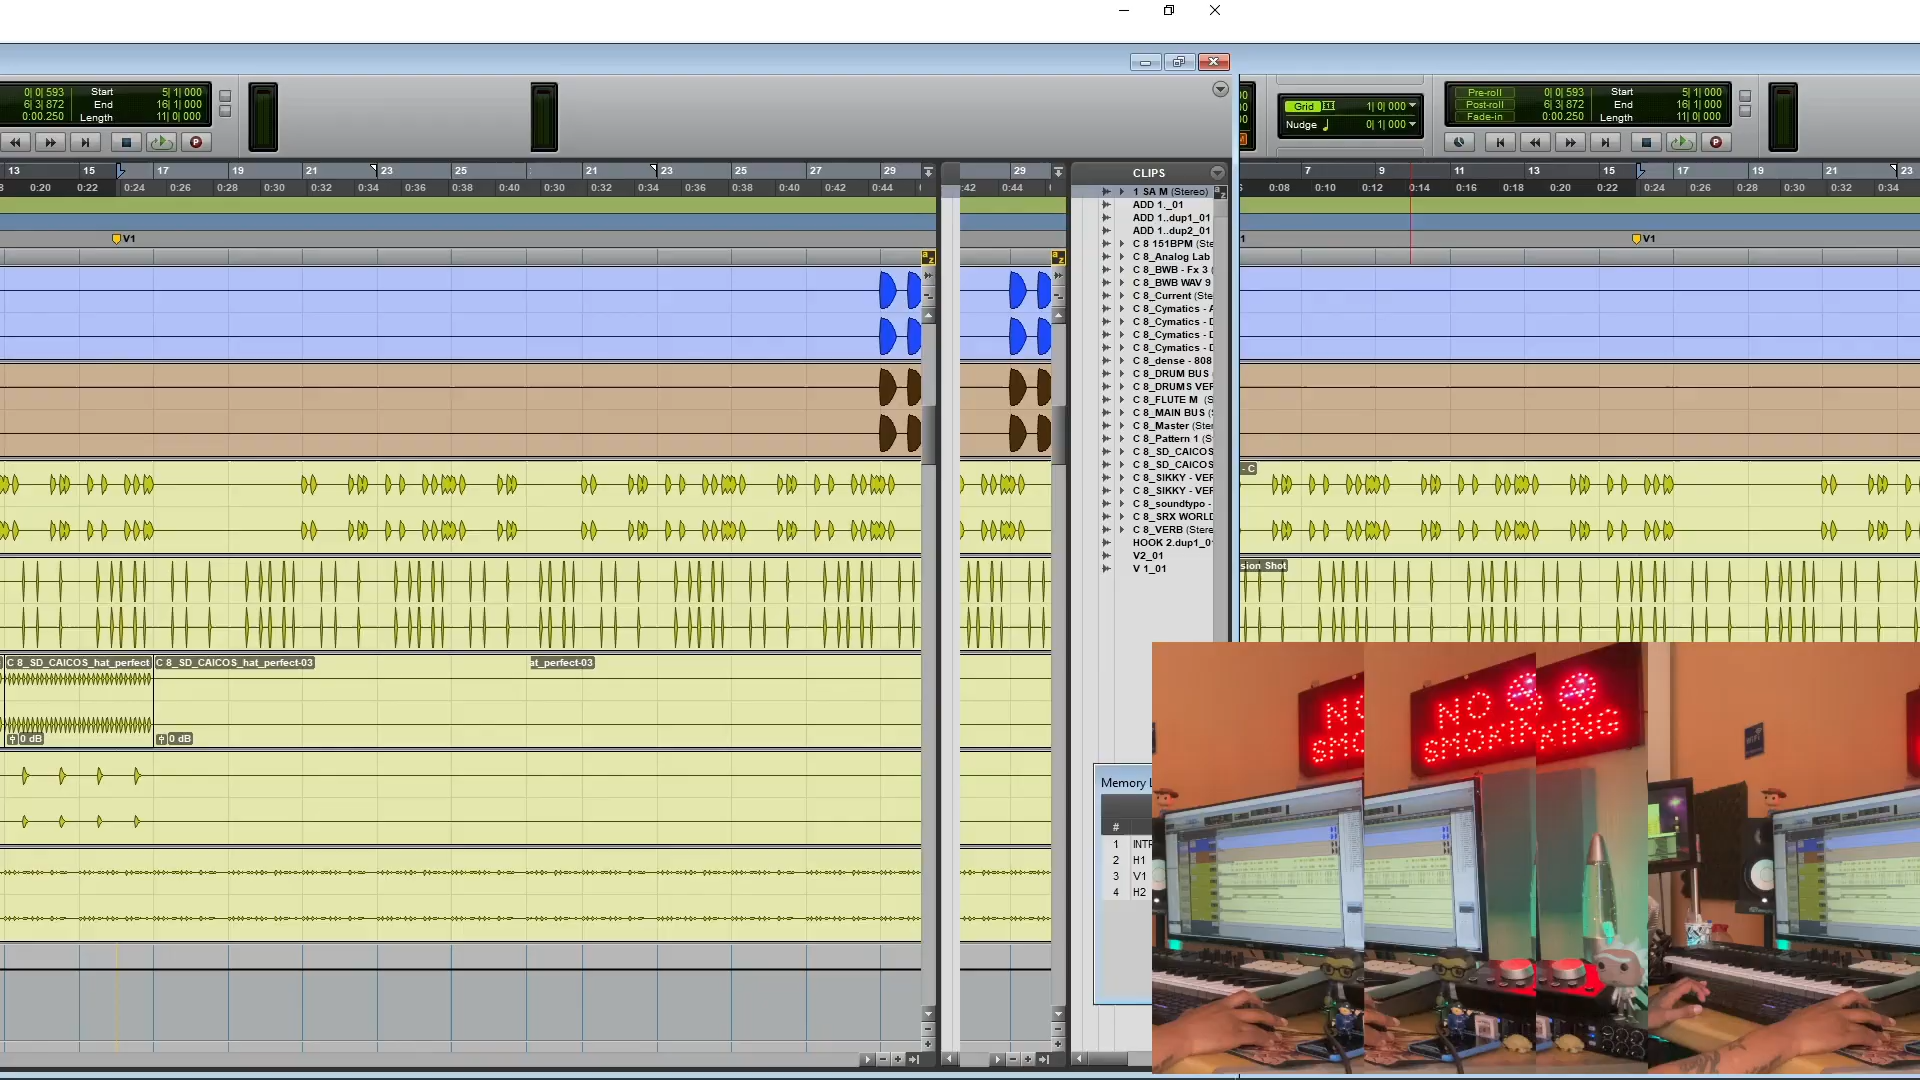 0| 0| 593 Start 5| 1| 000
6| 3| 872 End 16| 1| 000
0:00.250 Length 11| 0| 000
Grid 1| 0| 000
Nudge 0| 1| 000
Pre-roll 0| 0| 593 Start 5| 1| 000
Post-roll 6| 3| 872 End 16| 1| 000
Fade-in 0:00.250 Length 11| 0| 000
13 15 17 19 21 23 25 21 23 25 27 29 29
0:20 0:22 0:24 0:26 0:28 0:30 0:32 0:34 0:36 0:38 0:40 0:30 0:32 0:34 0:36 0:38 0:40 0:42 0:44 :42 0:44
7 9 11 13 15 17 19 21 23
0:08 0:10 0:12 0:14 0:16 0:18 0:20 0:22 0:24 0:26 0:28 0:30 0:32 0:34
V1
V1
CLIPS
1 SA M (Stereo)
ADD 1._01
ADD 1..dup1_01
ADD 1..dup2_01
C 8 151BPM (Ste
C 8_Analog Lab
C 8_BWB - Fx 3 (
C 8_BWB WAV 9
C 8_Current (Ste
C 8_Cymatics - A
C 8_Cymatics - D
C 8_Cymatics - D
C 8_Cymatics - D
C 8_dense - 808
C 8_DRUM BUS
C 8_DRUMS VER
C 8_FLUTE M (S
C 8_MAIN BUS (S
C 8_Master (Ster
C 8_Pattern 1 (S
C 8_SD_CAICOS
C 8_SD_CAICOS
C 8_SIKKY - VER
C 8_SIKKY - VER
C 8_soundtypo -
C 8_SRX WORLD
C 8_VERB (Stere
HOOK 2.dup1_0
V2_01
V 1_01
- C
sion Shot
C 8_SD_CAICOS_hat_perfect
C 8_SD_CAICOS_hat_perfect-03
at_perfect-03
0 dB
0 dB
Memory L
#
1 INTR
2 H1
3 V1
4 H2
NO
SMO
NO
SMOKIN
KING
WiFi